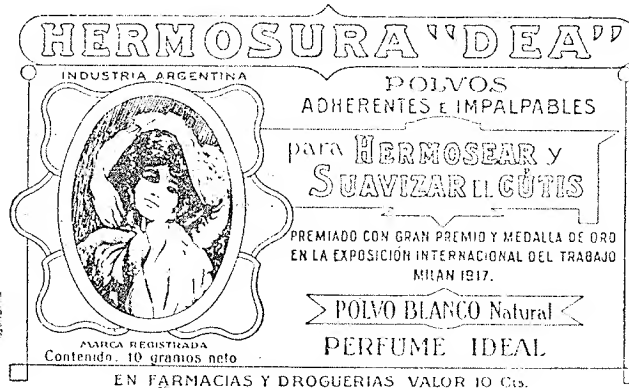 HERMOSURA "DEA"
INDUSTRIA ARGENTINA
POLVOS
ADHERENTES E IMPALPABLES
para HERMOSEAR y
SUAVIZAR EL CÚTIS
PREMIADO CON GRAN PREMIO Y MEDALLA DE ORO
EN LA EXPOSICIÓN INTERNACIONAL DEL TRABAJO
MILAN 1917.
POLVO BLANCO Natural
PERFUME IDEAL
MARCA REGISTRADA
Contenido. 10 gramos neto
EN FARMACIAS Y DROGUERIAS VALOR 10 Cts.